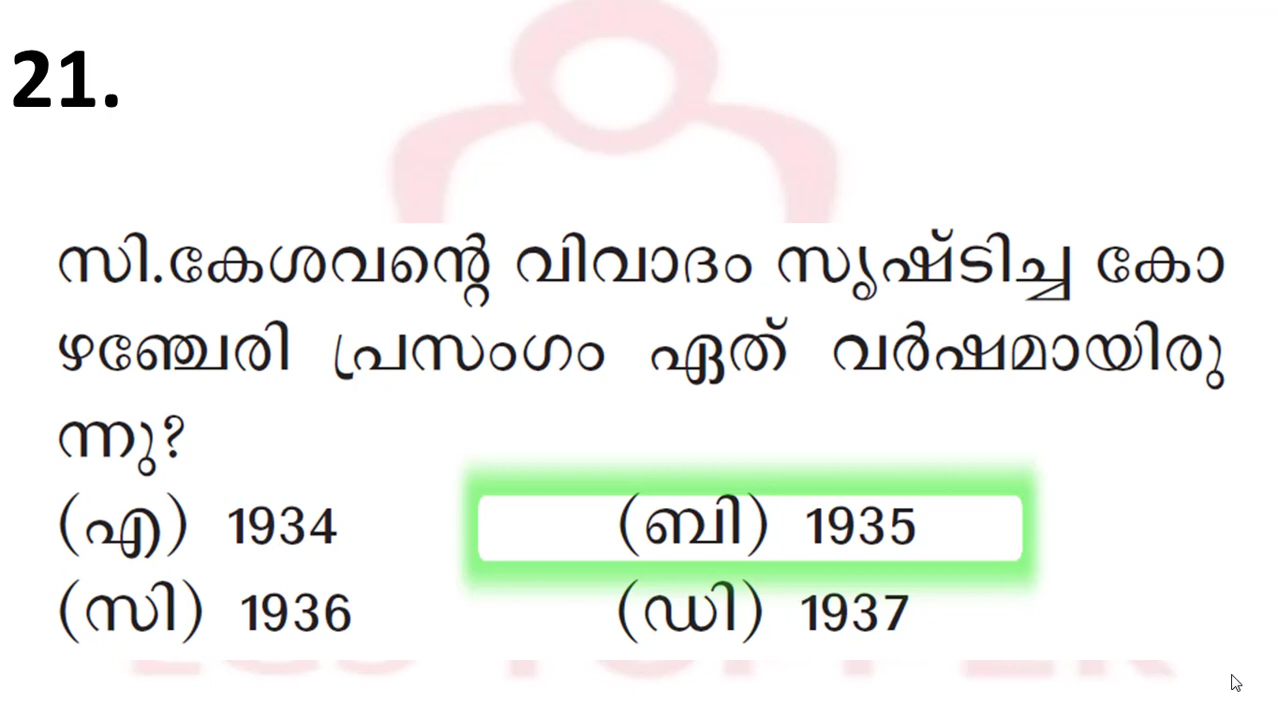 21.
സി.കേശവന്റെ വിവാദം സൃഷ്ടിച്ച കോ
ഴഞ്ചേരി പ്രസംഗം ഏത് വർഷമായിരു
ന്നു?
(എ) 1934 (ബി) 1935
(സി) 1936 (ഡി) 1937